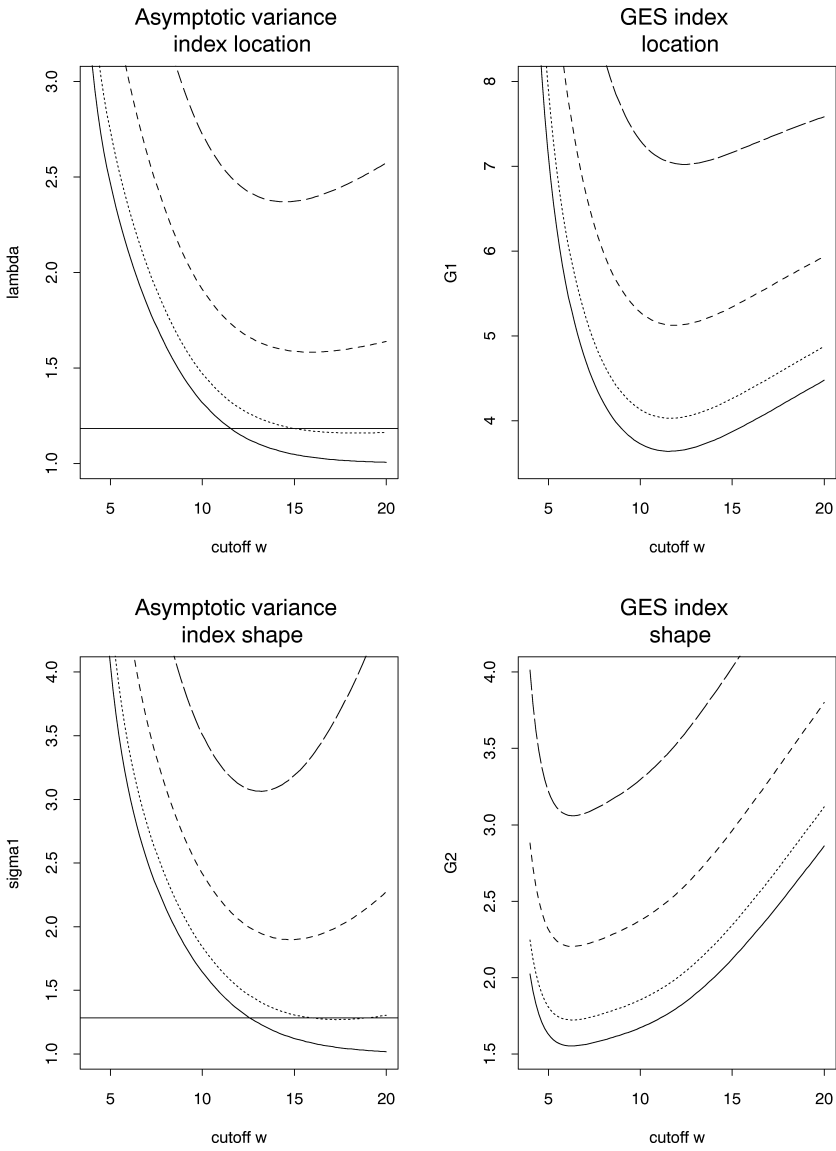 Asymptotic variance
index location
lambda
3.0
2.5
2.0
1.5
1.0
5 10 15 20
cutoff w
GES index
location
G1
8
7
6
5
4
5 10 15 20
cutoff w
Asymptotic variance
index shape
sigma1
4.0
3.5
3.0
2.5
2.0
1.5
1.0
5 10 15 20
cutoff w
GES index
shape
G2
4.0
3.5
3.0
2.5
2.0
1.5
5 10 15 20
cutoff w